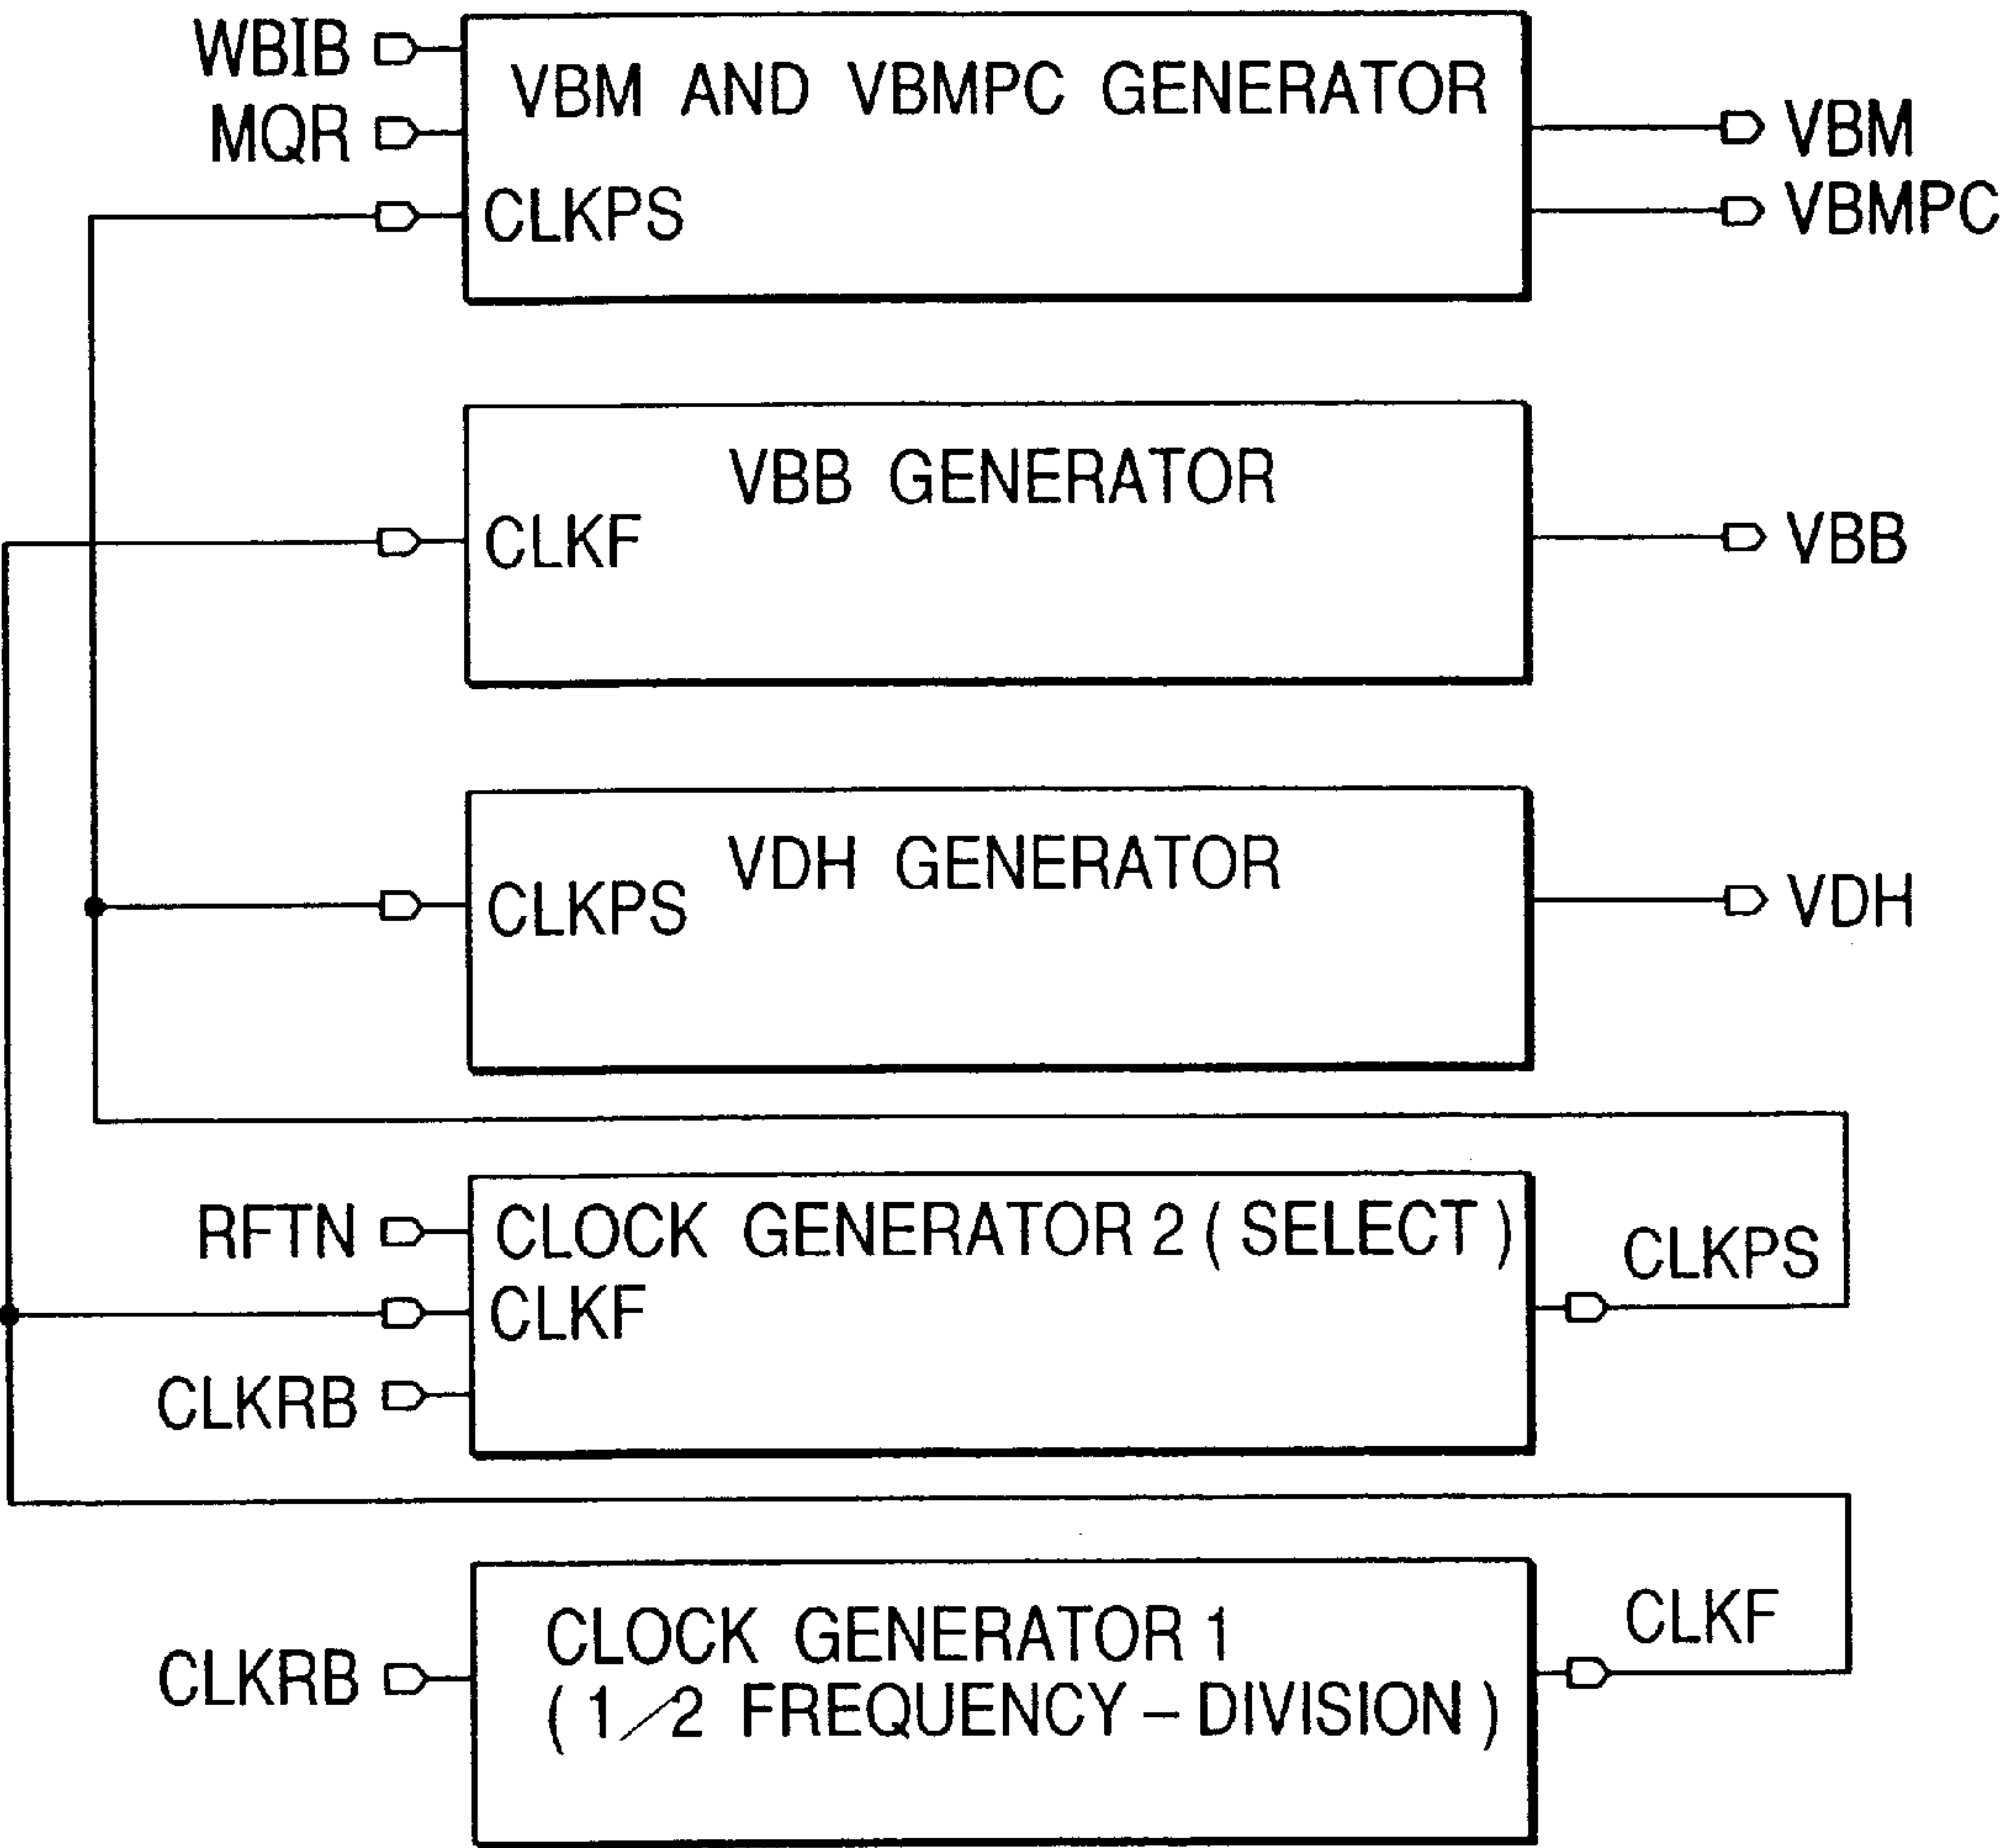 WBIB
VBM AND VBMPC GENERATOR
MQR
VBM
CLKPS
VBMPC
VBB GENERATOR
CLKF
VBB
VDH GENERATOR
CLKPS
VDH
RFTN
CLOCK GENERATOR 2 ( SELECT )
CLKPS
CLKF
CLKRB
CLOCK GENERATOR 1
CLKF
CLKRB
( 1/2 FREQUENCY - DIVISION )